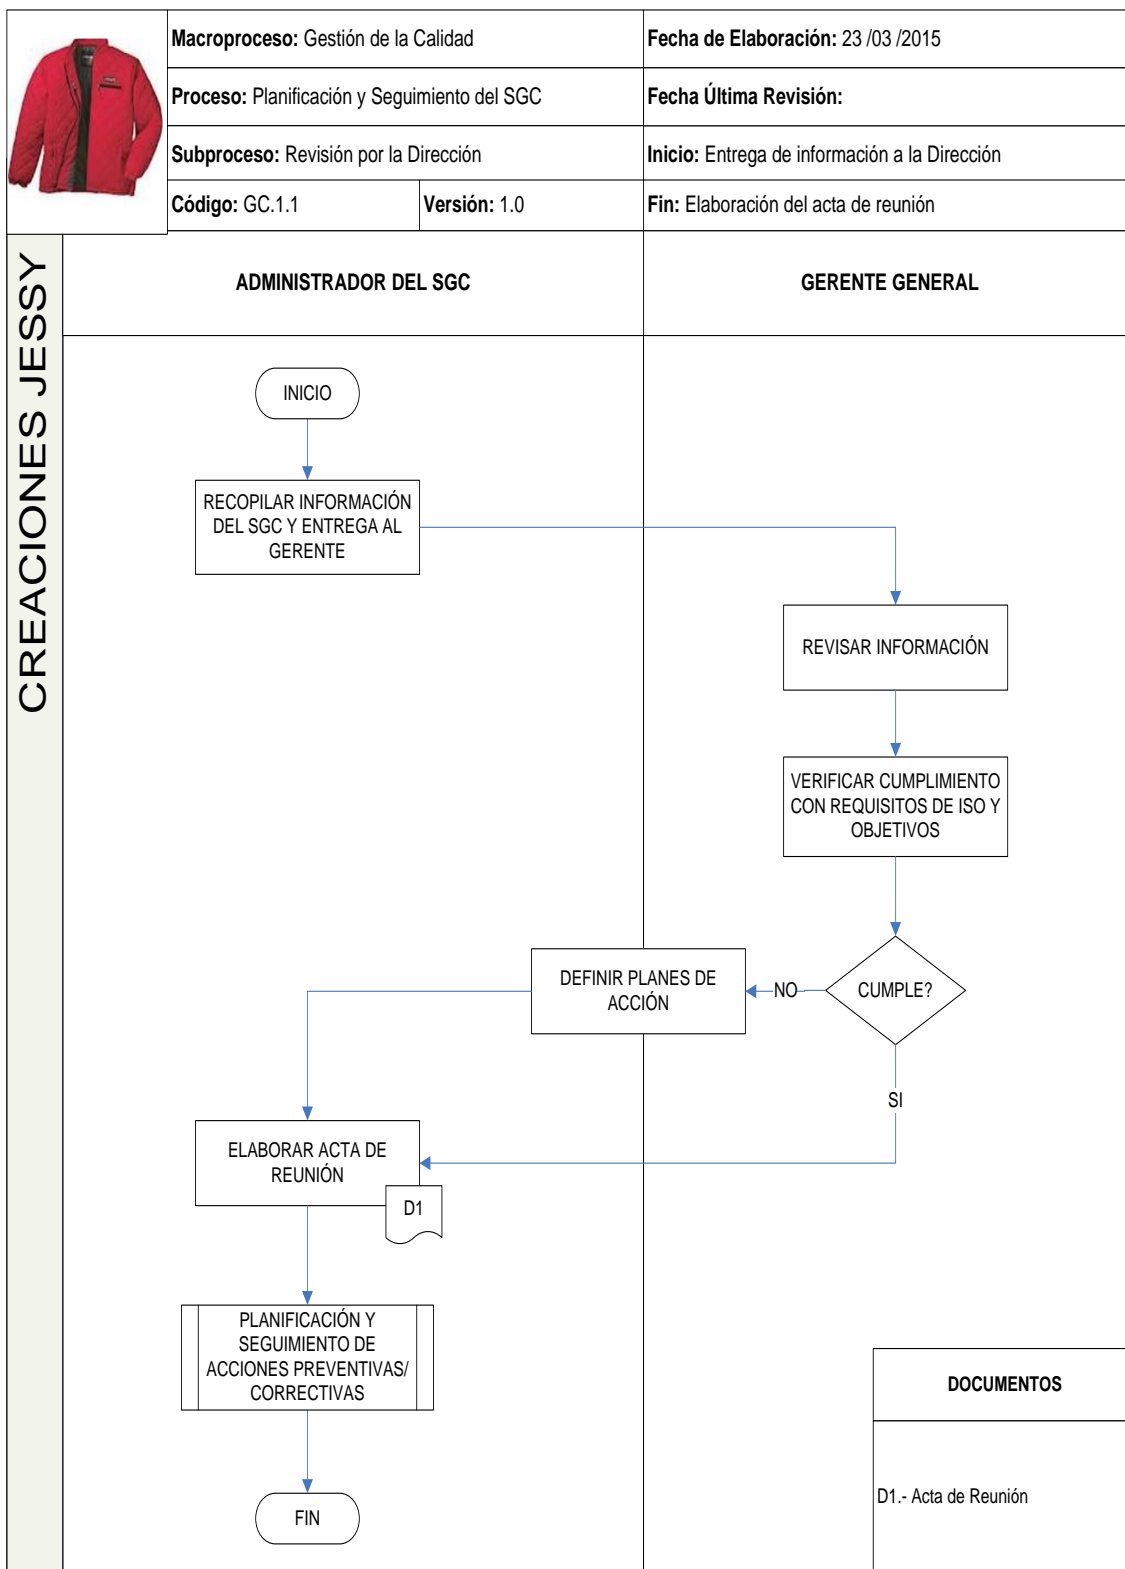 Macroproceso: Gestión de la Calidad
Fecha de Elaboración: 23 /03 /2015
Proceso: Planificación y Seguimiento del SGC
Fecha Última Revisión:
Subproceso: Revisión por la Dirección
Inicio: Entrega de información a la Dirección
Código: GC.1.1
Versión: 1.0
Fin: Elaboración del acta de reunión
CREACIONES JESSY
ADMINISTRADOR DEL SGC
GERENTE GENERAL
INICIO
RECOPILAR INFORMACIÓN
DEL SGC Y ENTREGA AL
GERENTE
REVISAR INFORMACIÓN
VERIFICAR CUMPLIMIENTO
CON REQUISITOS DE ISO Y
OBJETIVOS
CUMPLE?
NO
DEFINIR PLANES DE
ACCIÓN
SI
ELABORAR ACTA DE
REUNIÓN
D1
PLANIFICACIÓN Y
SEGUIMIENTO DE
ACCIONES PREVENTIVAS/
CORRECTIVAS
FIN
DOCUMENTOS
D1.- Acta de Reunión